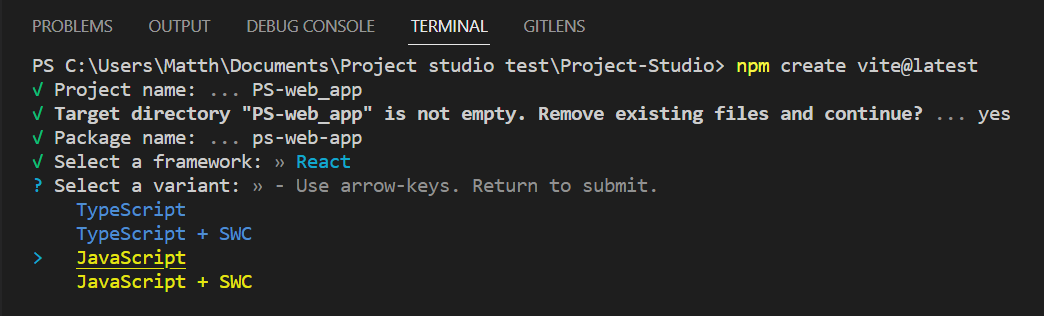 PROBLEMS OUTPUT DEBUG CONSOLE TERMINAL GITLENS
PS C:\Users\Matth\Documents\Project studio test\Project-Studio> npm create vite@latest
√ Project name: ... PS-web_app
√ Target directory "PS-web_app" is not empty. Remove existing files and continue? ... yes
√ Package name: ... ps-web-app
√ Select a framework: » React
? Select a variant: » - Use arrow-keys. Return to submit.
TypeScript
TypeScript + SWC
> JavaScript
JavaScript + SWC